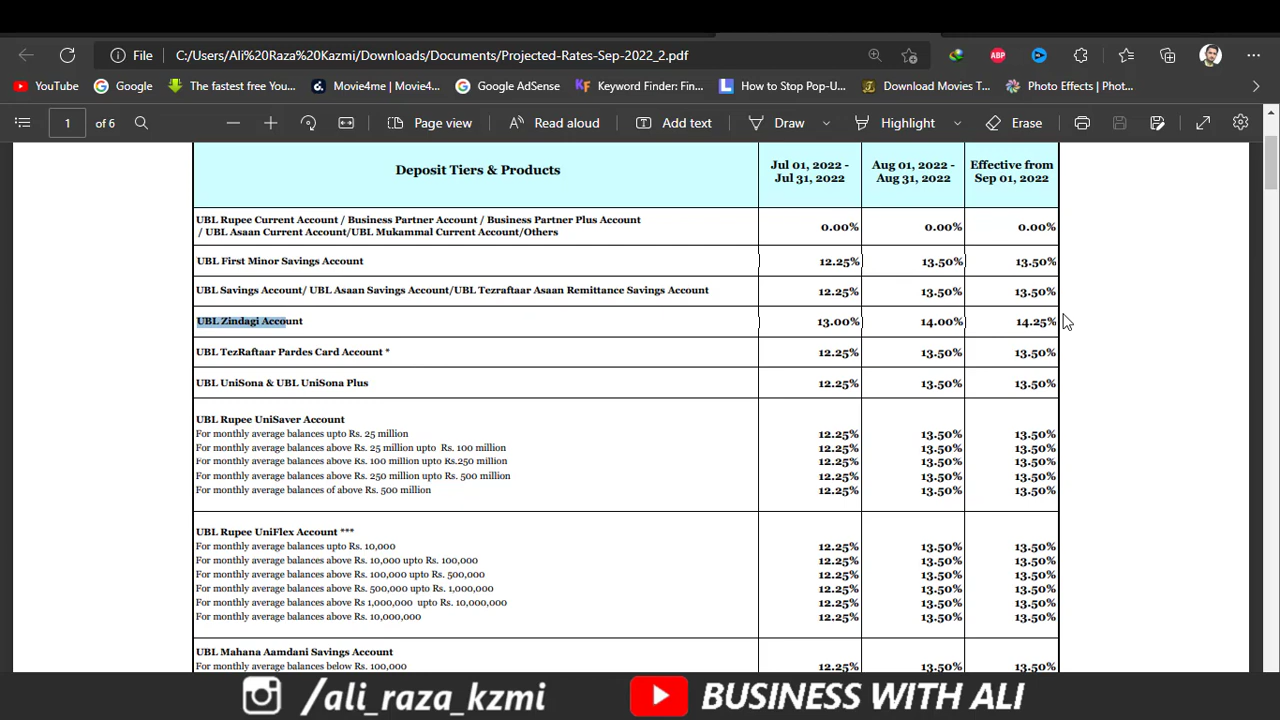 File C:/Users/Ali%20Raza%20Kazmi/Downloads/Documents/Projected-Rates-Sep-2022_2.pdf ABP
YouTube Google The fastest free You... Movie4me | Movie4... Google AdSense Keyword Finder: Fin... How to Stop Pop-U... Download Movies T... Photo Effects | Phot...
1 of 6 Page view Read aloud Add text Draw Highlight Erase
Deposit Tiers & Products Jul 01, 2022 - Aug 01, 2022 - Effective from
Jul 31, 2022 Aug 31, 2022 Sep 01, 2022
UBL Rupee Current Account / Business Partner Account / Business Partner Plus Account
/ UBL Asaan Current Account/UBL Mukammal Current Account/Others 0.00% 0.00% 0.00%
UBL First Minor Savings Account 12.25% 13.50% 13.50%
UBL Savings Account/ UBL Asaan Savings Account/UBL Tezraftaar Asaan Remittance Savings Account 12.25% 13.50% 13.50%
UBL Zindagi Account 13.00% 14.00% 14.25%
UBL TezRaftaar Pardes Card Account * 12.25% 13.50% 13.50%
UBL UniSona & UBL UniSona Plus 12.25% 13.50% 13.50%
UBL Rupee UniSaver Account
For monthly average balances upto Rs. 25 million 12.25% 13.50% 13.50%
For monthly average balances above Rs. 25 million upto Rs. 100 million 12.25% 13.50% 13.50%
For monthly average balances above Rs. 100 million upto Rs.250 million 12.25% 13.50% 13.50%
For monthly average balances above Rs. 250 million upto Rs. 500 million 12.25% 13.50% 13.50%
For monthly average balances of above Rs. 500 million 12.25% 13.50% 13.50%
UBL Rupee UniFlex Account ***
For monthly average balances upto Rs. 10,000 12.25% 13.50% 13.50%
For monthly average balances above Rs. 10,000 upto Rs. 100,000 12.25% 13.50% 13.50%
For monthly average balances above Rs. 100,000 upto Rs. 500,000 12.25% 13.50% 13.50%
For monthly average balances above Rs. 500,000 upto Rs. 1,000,000 12.25% 13.50% 13.50%
For monthly average balances above Rs 1,000,000 upto Rs. 10,000,000 12.25% 13.50% 13.50%
For monthly average balances above Rs. 10,000,000 12.25% 13.50% 13.50%
UBL Mahana Aamdani Savings Account
For monthly average balances below Rs. 100,000 12.25% 13.50% 13.50%
/ali_raza_kzmi BUSINESS WITH ALI